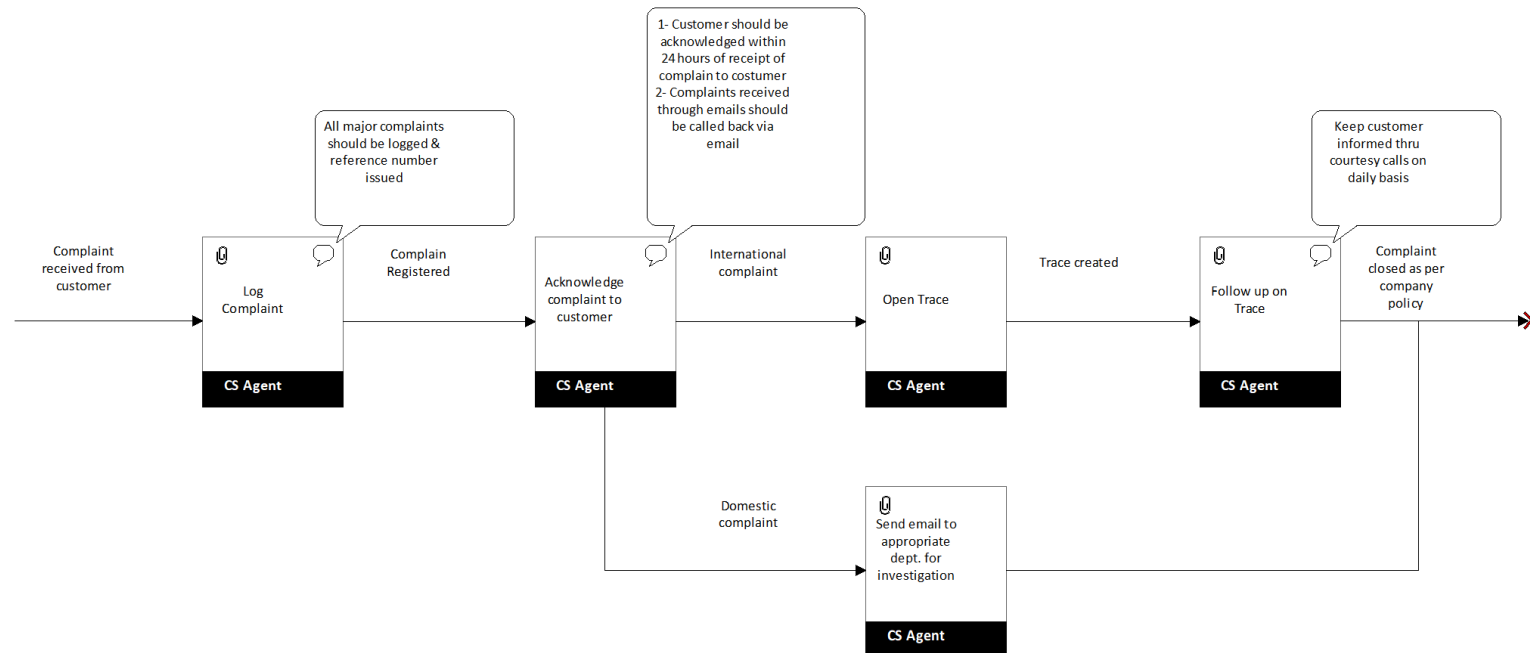 1- Customer should be
acknowledged within
24 hours of receipt of
complain to costumer
2- Complaints received
through emails should
be called back via
email
All major complaints
should be logged &
reference number
issued
Keep customer
informed thru
courtesy calls on
daily basis
Complaint
received from
customer
Log
Complaint
CS Agent
Complain
Registered
Acknowledge
complaint to
customer
CS Agent
International
complaint
Open Trace
CS Agent
Trace created
Follow up on
Trace
CS Agent
Complaint
closed as per
company
policy
Domestic
complaint
Send email to
appropriate
dept. for
investigation
CS Agent